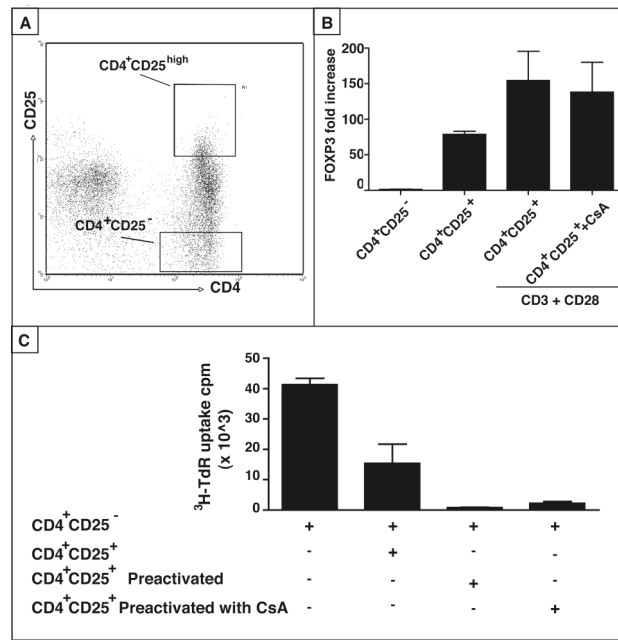 A
CD4+CD25high
R1
CD25
CD4+CD25-
CD4
B
FOXP3 fold increase
200
150
100
50
0
CD4+CD25-
CD4+CD25+
CD4+CD25+
CD4+CD25++CsA
CD3 + CD28
C
3H-TdR uptake cpm
(x 10^3)
50
40
30
20
10
0
CD4+CD25- + + + +
CD4+CD25+ - + - -
CD4+CD25+ Preactivated - - + -
CD4+CD25+ Preactivated with CsA - - - +